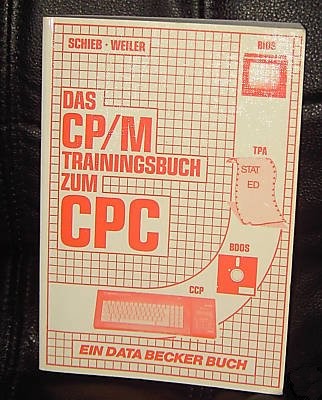 SCHIEB · WEILER
BIOS
DAS
CP/M
TRAININGSBUCH
ZUM
CPC
TPA
STAT
ED
BDOS
CCP
EIN DATA BECKER BUCH